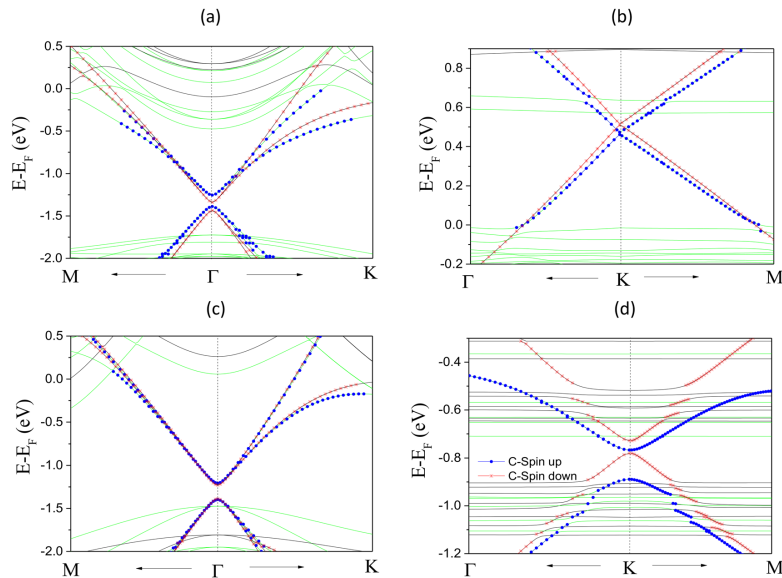 (a)
(b)
0.5
0.0
-0.5
-1.0
-1.5
-2.0
E-E_F (eV)
M
Γ
K
0.8
0.6
0.4
0.2
0.0
-0.2
E-E_F (eV)
Γ
K
M
(c)
(d)
0.5
0.0
-0.5
-1.0
-1.5
-2.0
E-E_F (eV)
M
Γ
K
-0.4
-0.6
-0.8
-1.0
-1.2
E-E_F (eV)
C-Spin up
C-Spin down
Γ
K
M